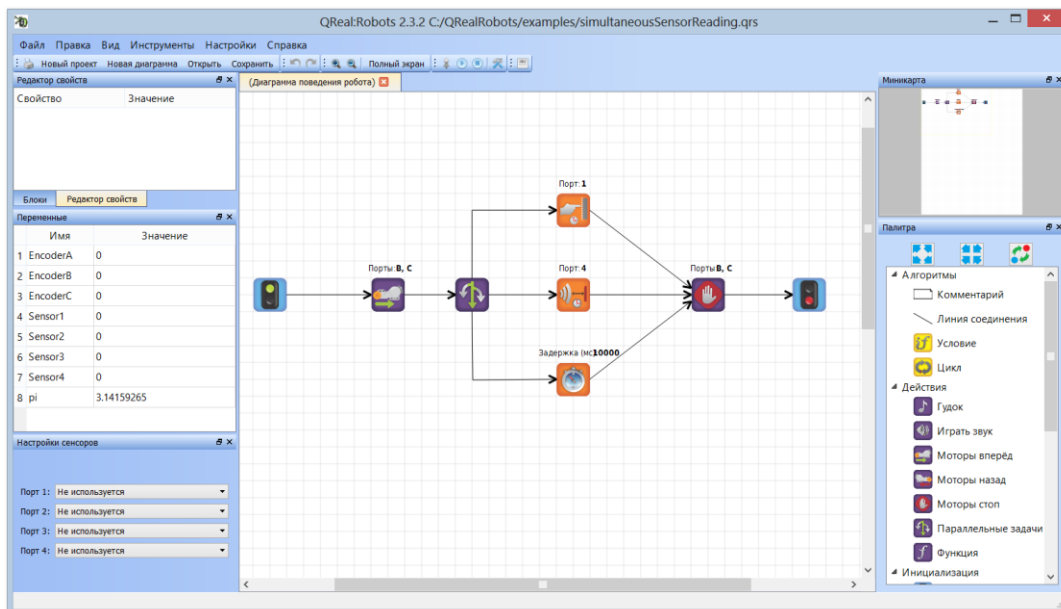 QReal:Robots 2.3.2 C:/QRealRobots/examples/simultaneousSensorReading.qrs
Файл Правка Вид Инструменты Настройки Справка
Новый проект Новая диаграмма Открыть Сохранить Полный экран
Редактор свойств
Свойство Значение
Блоки Редактор свойств
Переменные
Имя Значение
1 EncoderA 0
2 EncoderB 0
3 EncoderC 0
4 Sensor1 0
5 Sensor2 0
6 Sensor3 0
7 Sensor4 0
8 pi 3.14159265
Настройки сенсоров
Порт 1: Не используется
Порт 2: Не используется
Порт 3: Не используется
Порт 4: Не используется
(Диаграмма поведения робота)
Порт: 1
Порты: B, C
Порт: 4
Порты B, C
Задержка (мс 10000
Миникарта
Палитра
Алгоритмы
Комментарий
Линия соединения
if Условие
Цикл
Действия
Гудок
Играть звук
Моторы вперёд
Моторы назад
Моторы стоп
Параллельные задачи
f Функция
Инициализация